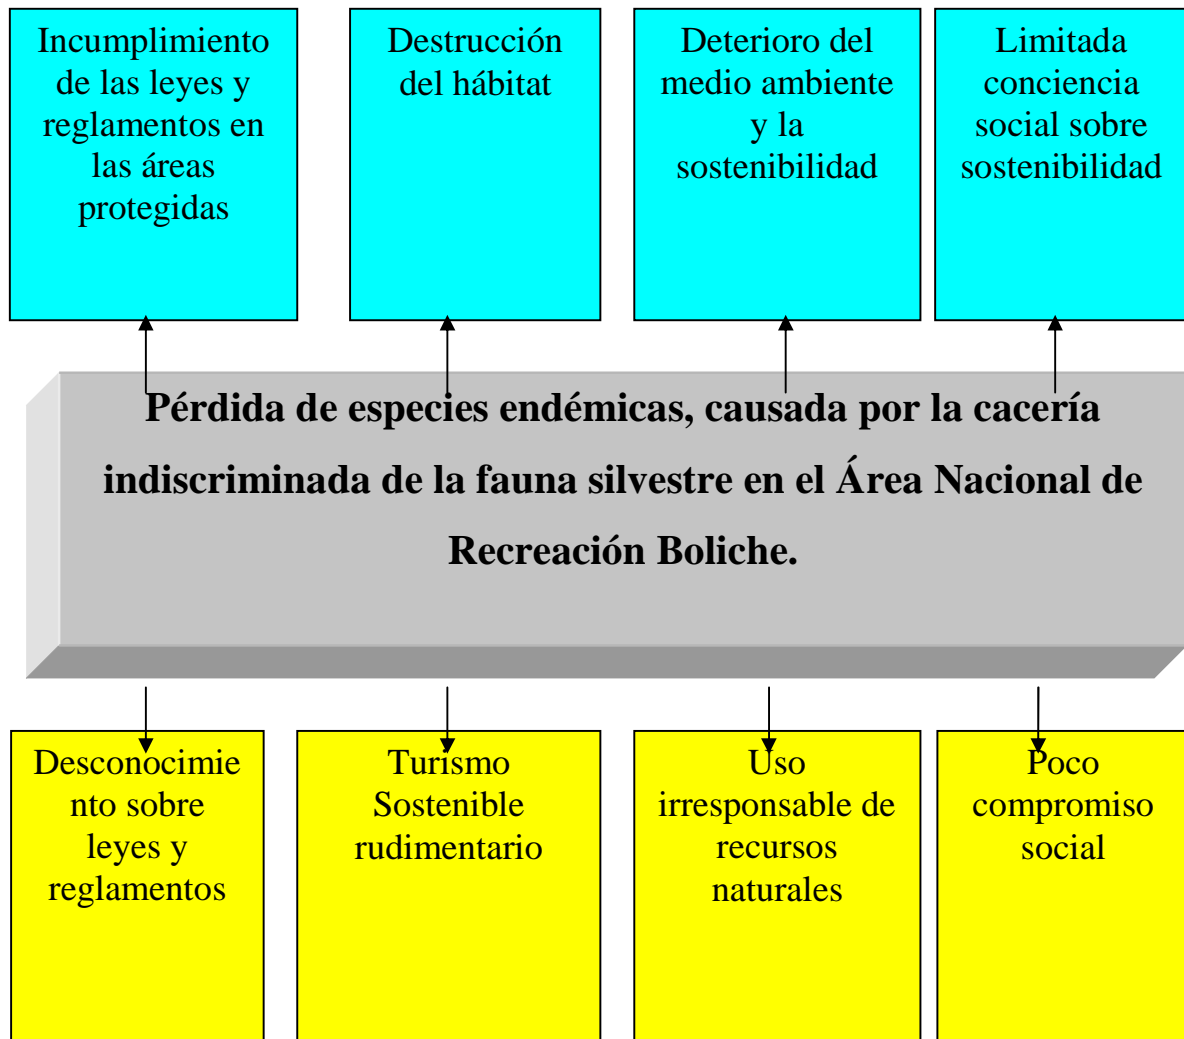 Incumplimiento
de las leyes y
reglamentos en
las áreas
protegidas
Destrucción
del hábitat
Deterioro del
medio ambiente
y la
sostenibilidad
Limitada
conciencia
social sobre
sostenibilidad
Pérdida de especies endémicas, causada por la cacería
indiscriminada de la fauna silvestre en el Área Nacional de
Recreación Boliche.
Desconocimie
nto sobre
leyes y
reglamentos
Turismo
Sostenible
rudimentario
Uso
irresponsable de
recursos
naturales
Poco
compromiso
social